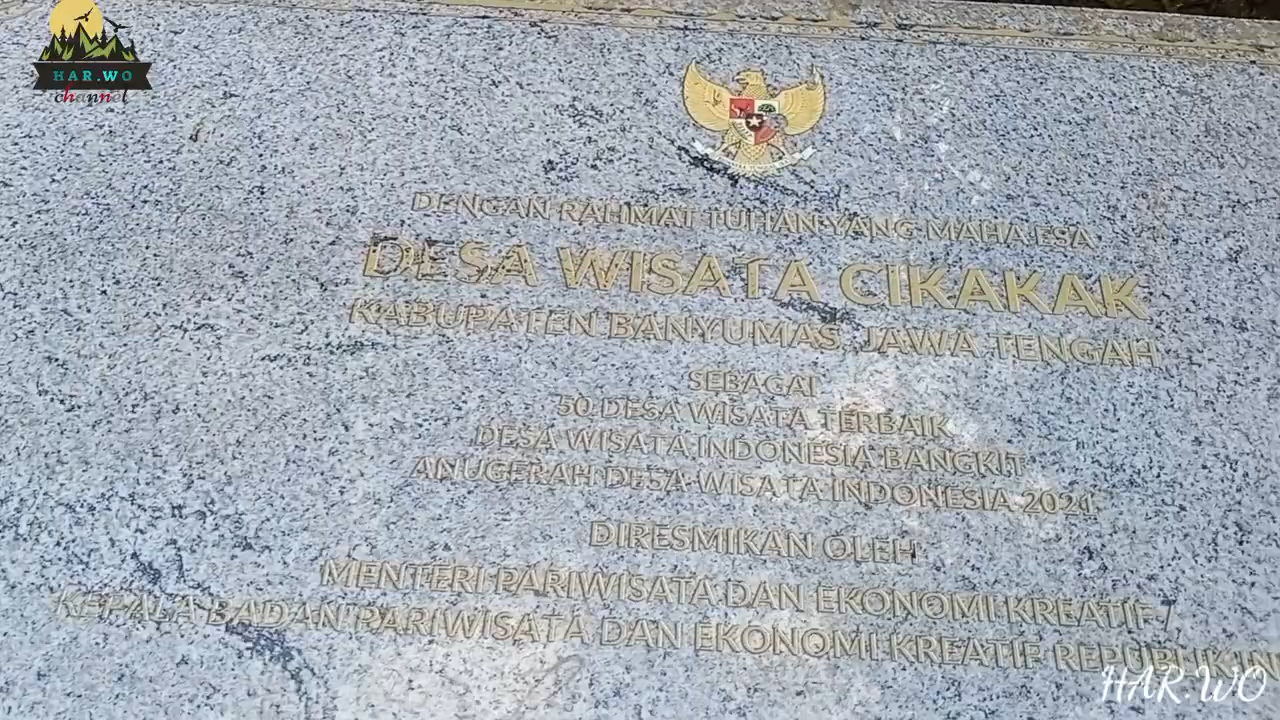 HAR.WO
channel
DENGAN RAHMAT TUHAN YANG MAHA ESA
DESA WISATA CIKAKAK
KABUPATEN BANYUMAS, JAWA TENGAH
SEBAGAI
50 DESA WISATA TERBAIK
DESA WISATA INDONESIA BANGKIT
ANUGERAH DESA WISATA INDONESIA 2021
DIRESMIKAN OLEH
MENTERI PARIWISATA DAN EKONOMI KREATIF /
KEPALA BADAN PARIWISATA DAN EKONOMI KREATIF REPUBLIK
HAR.WO